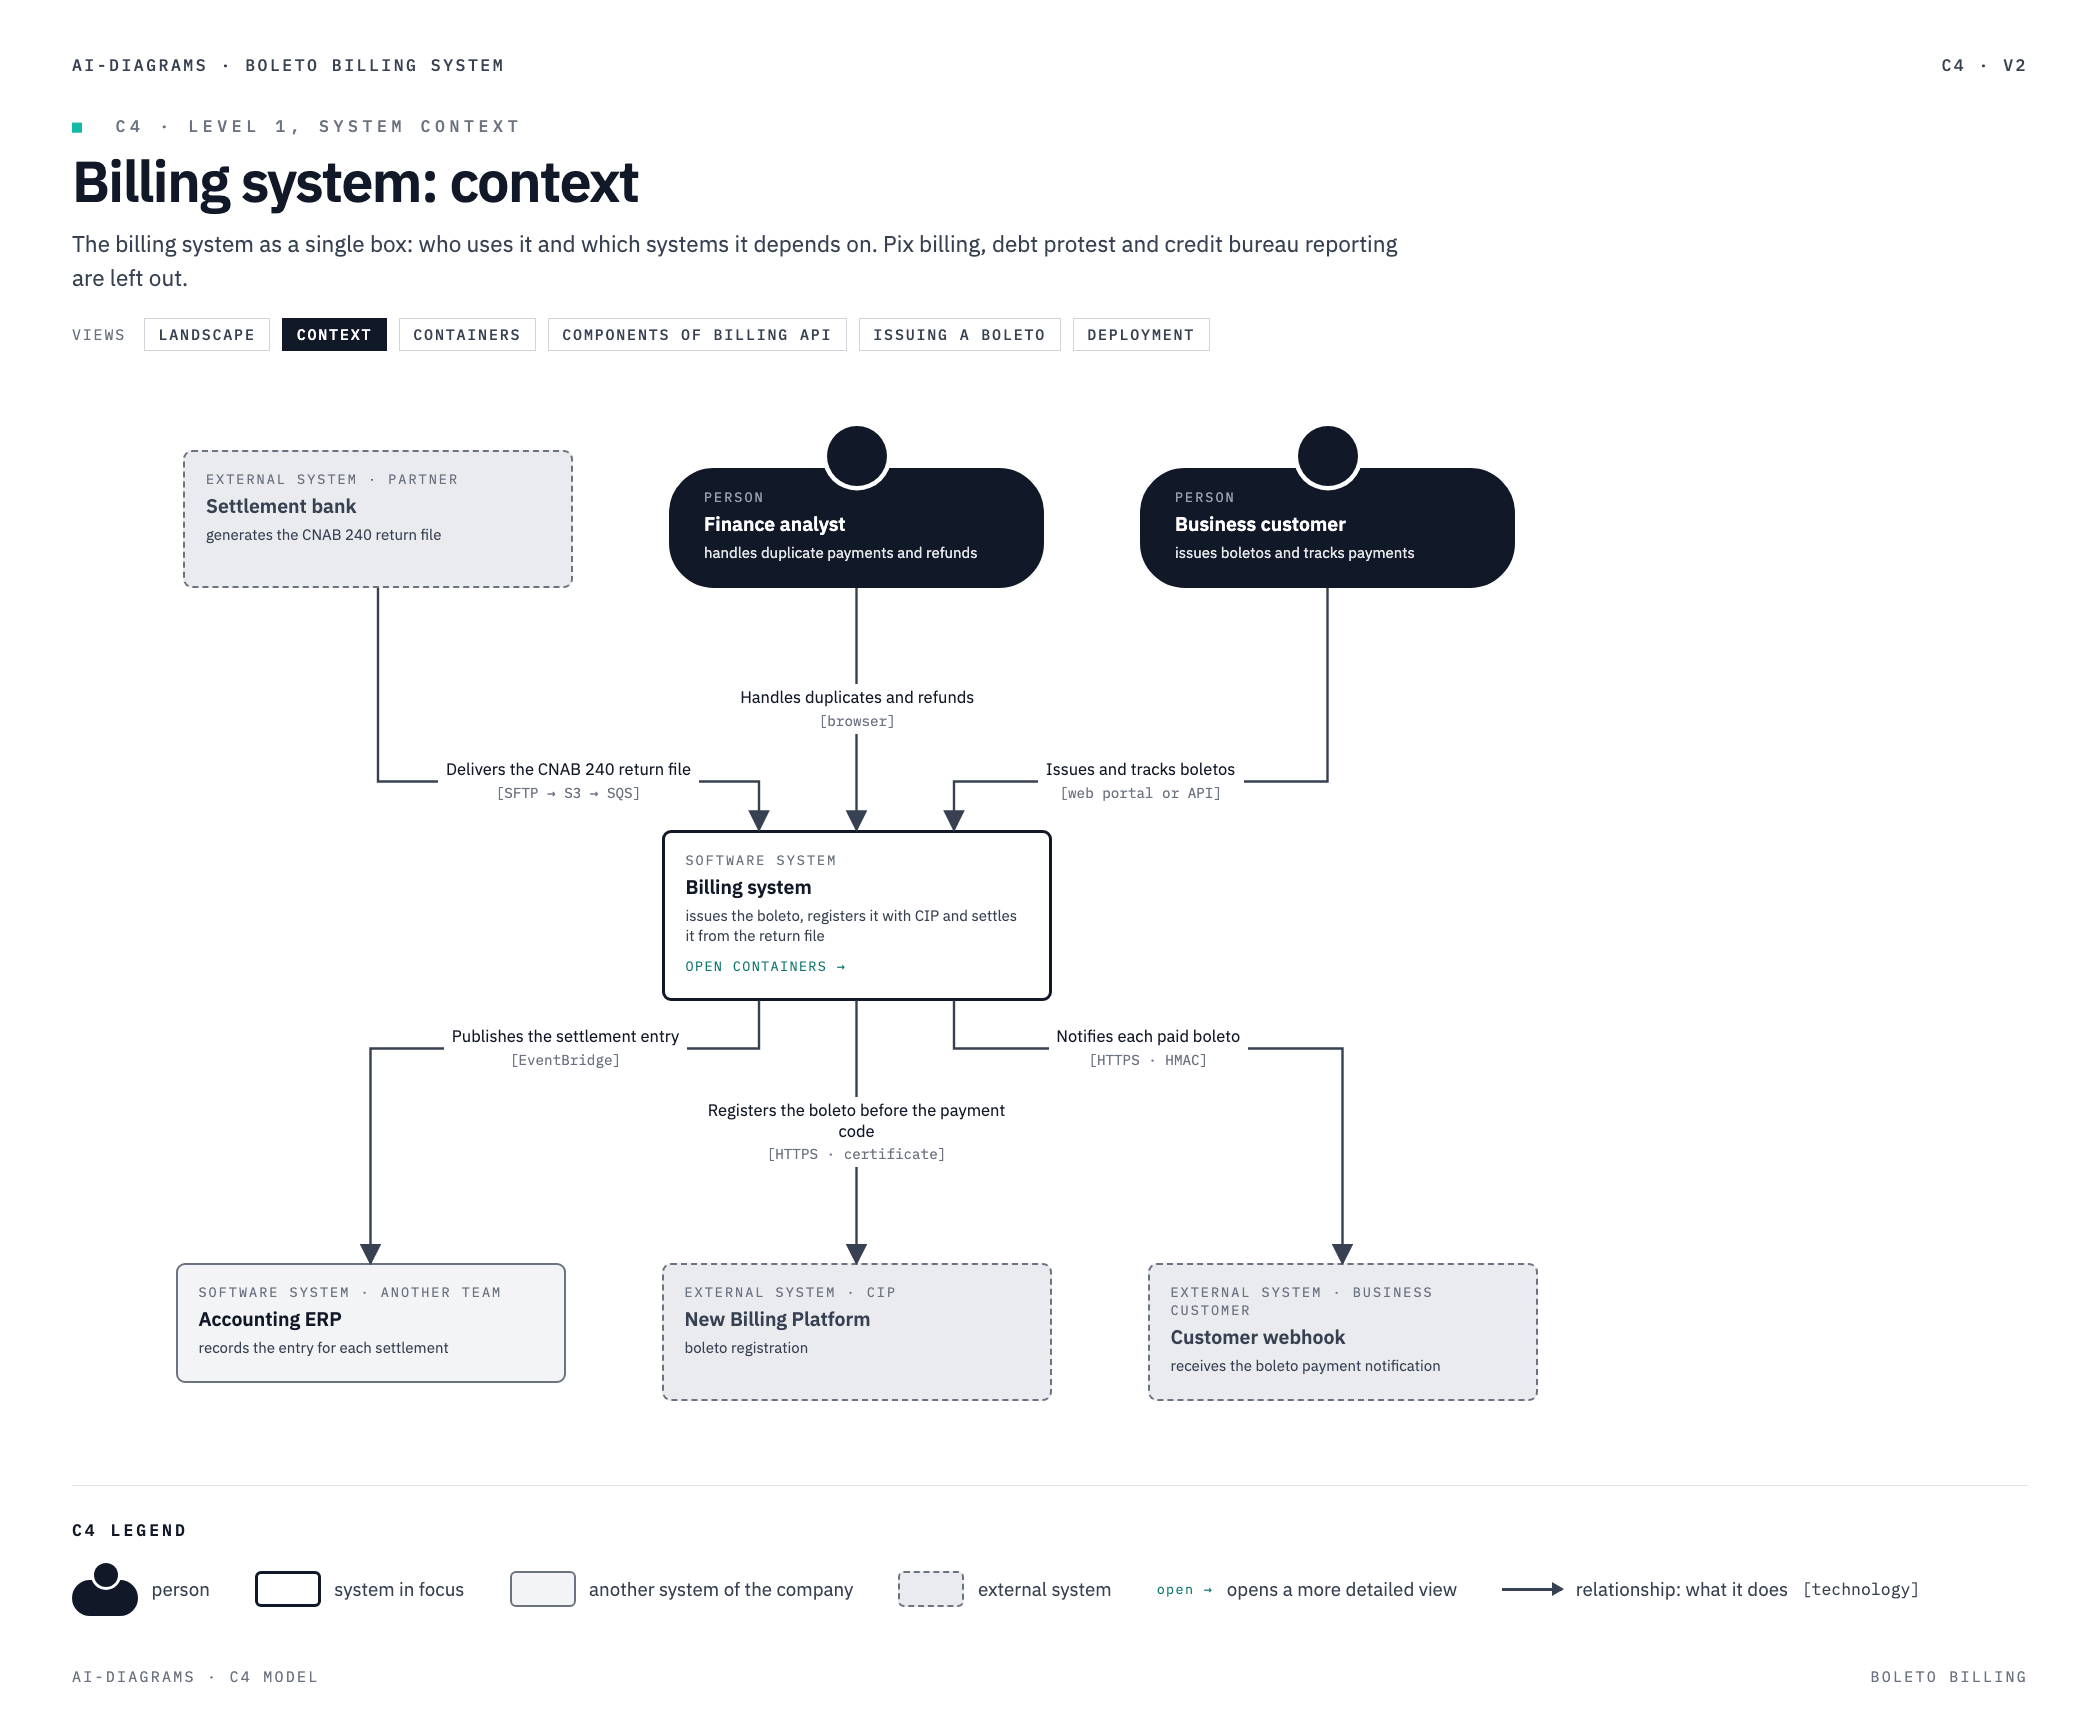 AI-DIAGRAMS · BOLETO BILLING SYSTEM
C4 · V2
C4 · LEVEL 1, SYSTEM CONTEXT
Billing system: context
The billing system as a single box: who uses it and which systems it depends on. Pix billing, debt protest and credit bureau reporting
are left out.
VIEWS
LANDSCAPE
CONTEXT
CONTAINERS
COMPONENTS OF BILLING API
ISSUING A BOLETO
DEPLOYMENT
EXTERNAL SYSTEM · PARTNER
Settlement bank
generates the CNAB 240 return file
PERSON
Finance analyst
handles duplicate payments and refunds
PERSON
Business customer
issues boletos and tracks payments
Handles duplicates and refunds
[browser]
Delivers the CNAB 240 return file
[SFTP → S3 → SQS]
Issues and tracks boletos
[web portal or API]
SOFTWARE SYSTEM
Billing system
issues the boleto, registers it with CIP and settles
it from the return file
OPEN CONTAINERS →
Publishes the settlement entry
[EventBridge]
Notifies each paid boleto
[HTTPS · HMAC]
Registers the boleto before the payment
code
[HTTPS · certificate]
SOFTWARE SYSTEM · ANOTHER TEAM
Accounting ERP
records the entry for each settlement
EXTERNAL SYSTEM · CIP
New Billing Platform
boleto registration
EXTERNAL SYSTEM · BUSINESS
CUSTOMER
Customer webhook
receives the boleto payment notification
C4 LEGEND
person
system in focus
another system of the company
external system
open →
opens a more detailed view
relationship: what it does [technology]
AI-DIAGRAMS · C4 MODEL
BOLETO BILLING